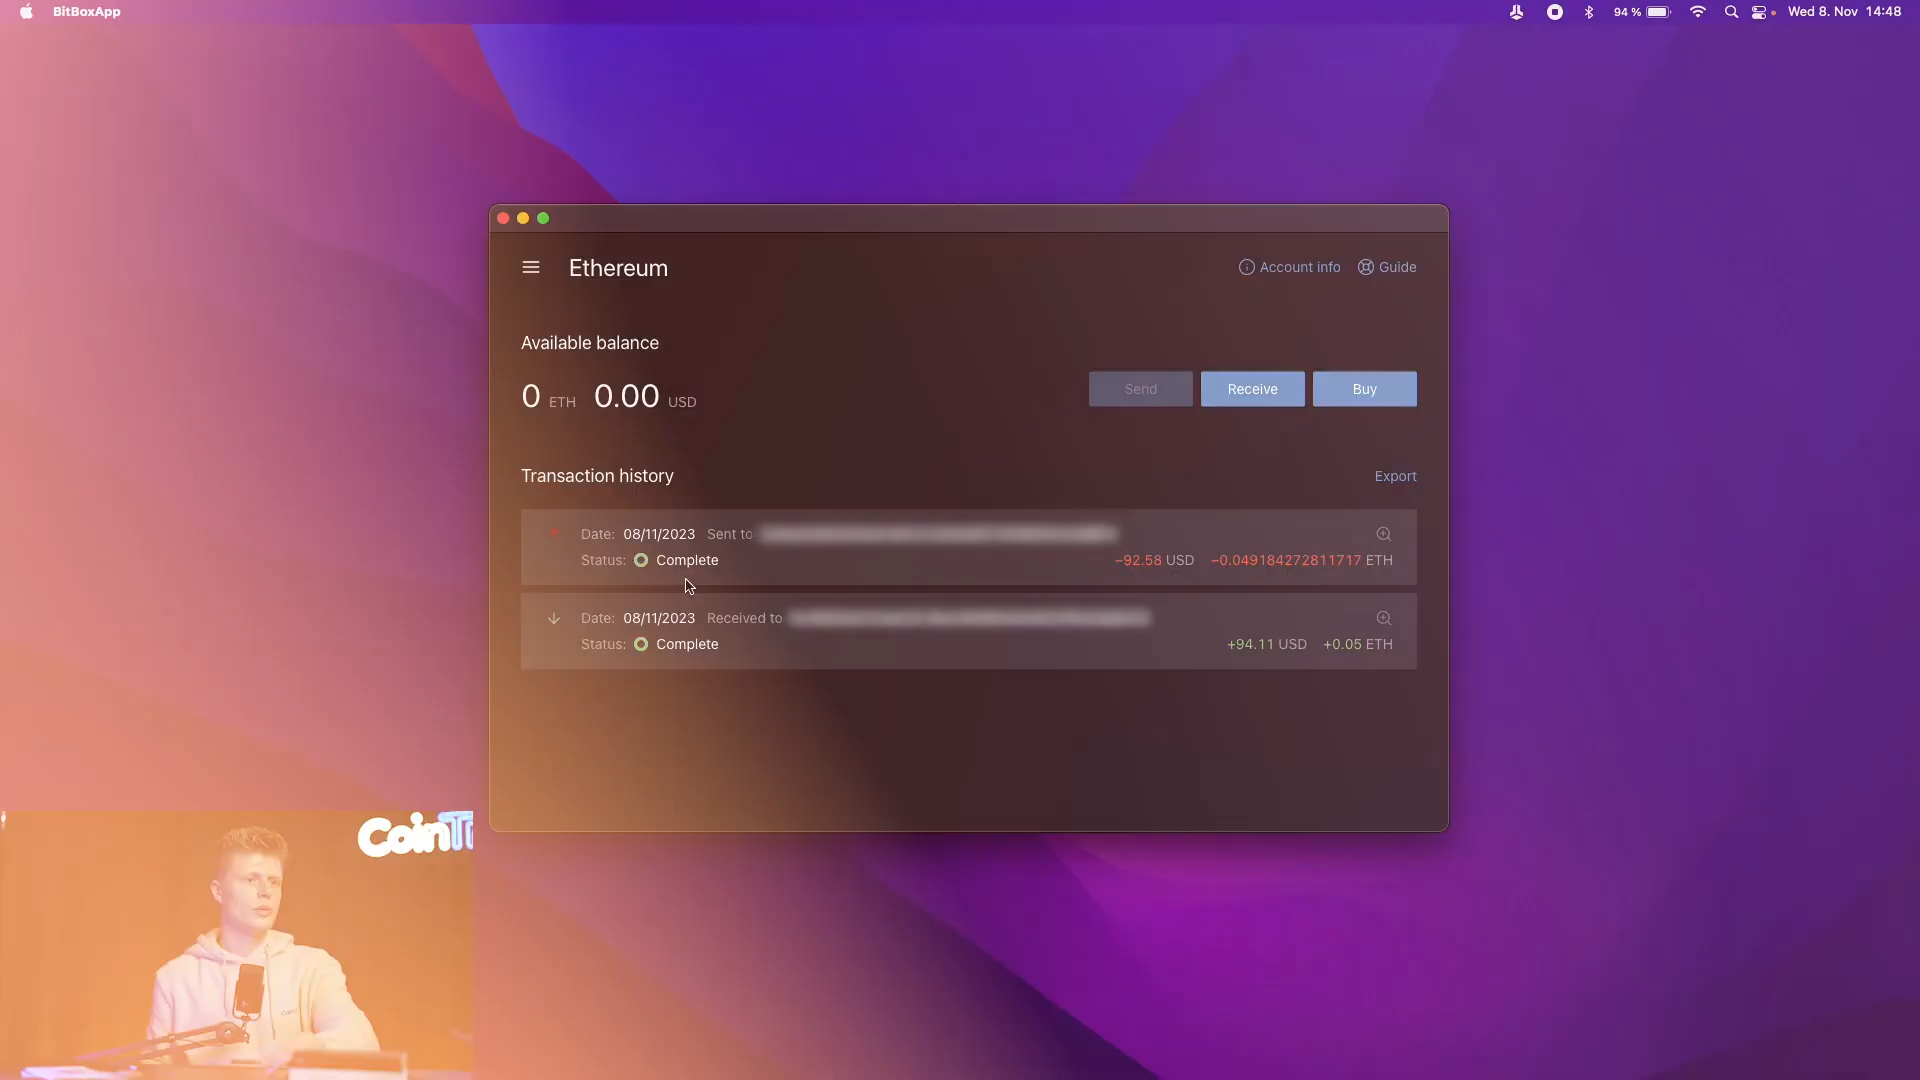 BitBoxApp
94 %
Wed 8. Nov 14:48
Ethereum
Account info
Guide
Available balance
0 ETH 0.00 USD
Send
Receive
Buy
Transaction history
Export
Date: 08/11/2023 Sent to
Status: Complete
−92.58 USD −0.049184272811717 ETH
Date: 08/11/2023 Received to
Status: Complete
+94.11 USD +0.05 ETH
CoinT